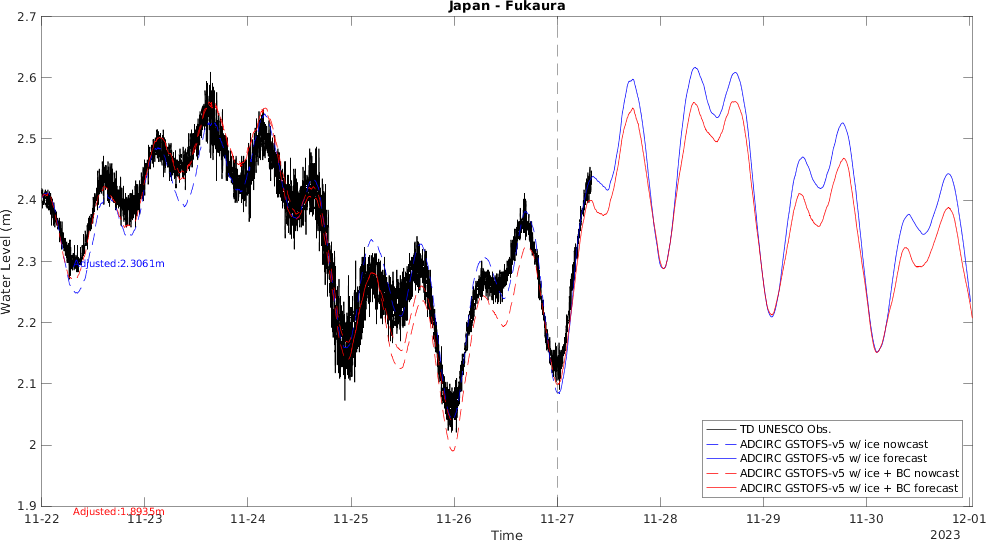 Japan - Fukaura
2.7
2.6
2.5
2.4
2.3
2.2
2.1
2
1.9
Water Level (m)
Adjusted:2.3061m
Adjusted:1.8935m
TD UNESCO Obs.
ADCIRC GSTOFS-v5 w/ ice nowcast
ADCIRC GSTOFS-v5 w/ ice forecast
ADCIRC GSTOFS-v5 w/ ice + BC nowcast
ADCIRC GSTOFS-v5 w/ ice + BC forecast
11-22 11-23 11-24 11-25 11-26 11-27 11-28 11-29 11-30 12-01
Time
2023